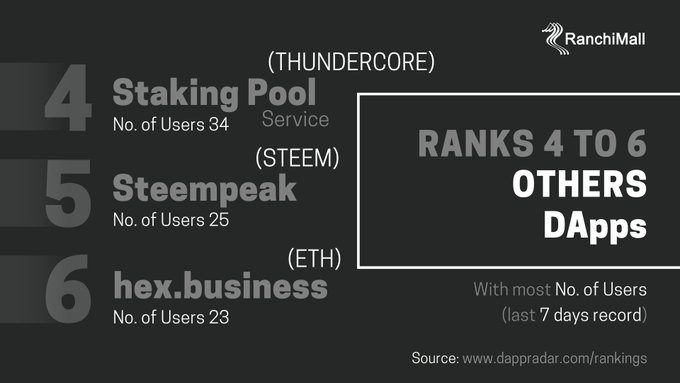 RanchiMall
(THUNDERCORE)
4
Staking Pool
Service
No. of Users 34
(STEEM)
5
Steempeak
No. of Users 25
(ETH)
6
hex.business
No. of Users 23
RANKS 4 TO 6
OTHERS
DApps
With most No. of Users
(last 7 days record)
Source: www.dappradar.com/rankings